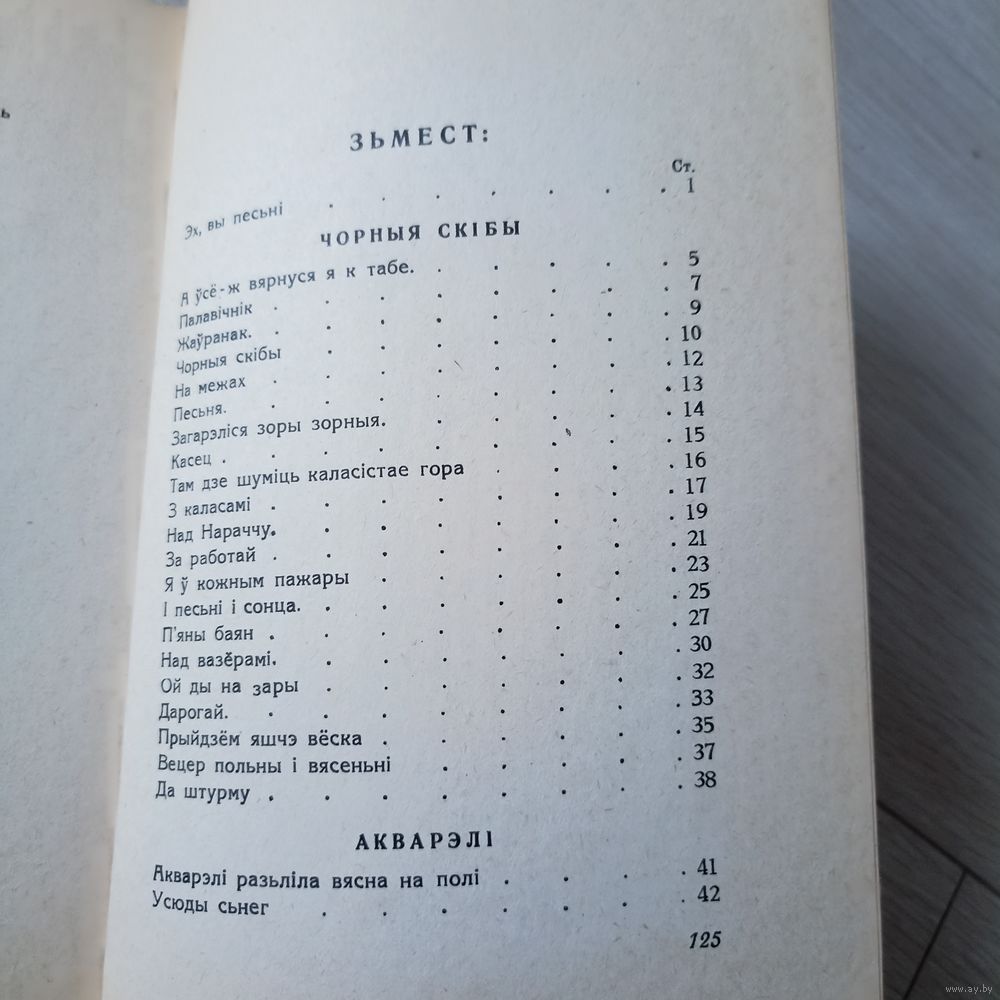 ь
ЗЬМЕСТ:
Ст.
Эх, вы песьні . . . . . . . 1
ЧОРНЫЯ СКІБЫ
А ўсё-ж вярнуся я к табе. . . . . . 5
Палавічнік . . . . . . . . 7
Жаўранак. . . . . . . . 9
Чорныя скібы . . . . . . . 10
На межах . . . . . . . . 12
Песьня. . . . . . . . . 13
Загарэліся зоры зорныя. . . . . . 14
Касец . . . . . . . . . 15
Там дзе шуміць каласістае гора . . . . 16
З каласамі . . . . . . . . 17
Над Нараччу. . . . . . . . 19
За работай . . . . . . . . 21
Я ў кожным пажары . . . . . . 23
І песьні і сонца. . . . . . . . 25
П'яны баян . . . . . . . . 27
Над вазёрамі. . . . . . . . 30
Ой ды на зары . . . . . . . 32
Дарогай. . . . . . . . . 33
Прыйдзём яшчэ вёска . . . . . . 35
Вецер польны і вясеньні . . . . . 37
Да штурму . . . . . . . . 38
АКВАРЭЛІ
Акварэлі разьліла вясна на полі . . . . 41
Усюды сьнег . . . . . . . 42
125
www.ay.by